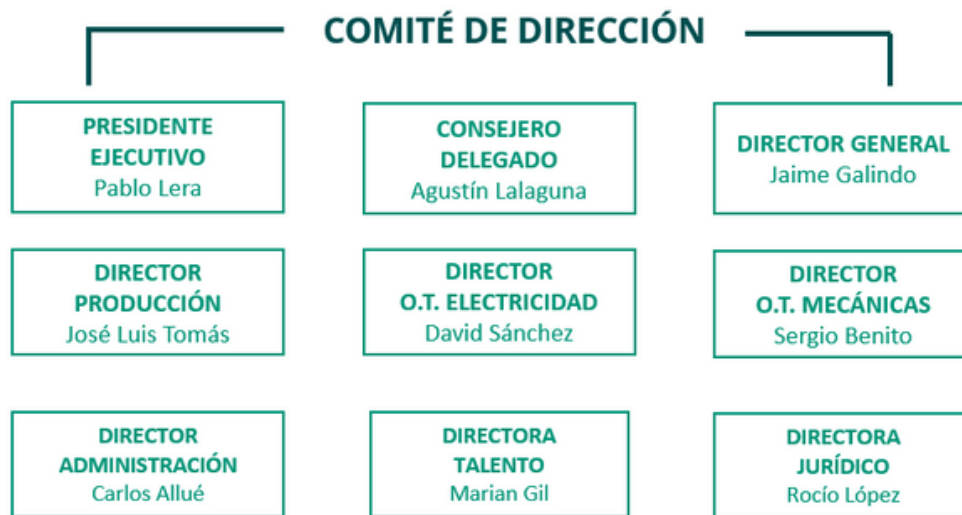 COMITÉ DE DIRECCIÓN
PRESIDENTE
EJECUTIVO
Pablo Lera
CONSEJERO
DELEGADO
Agustín Lalaguna
DIRECTOR GENERAL
Jaime Galindo
DIRECTOR
PRODUCCIÓN
José Luis Tomás
DIRECTOR
O.T. ELECTRICIDAD
David Sánchez
DIRECTOR
O.T. MECÁNICAS
Sergio Benito
DIRECTOR
ADMINISTRACIÓN
Carlos Allué
DIRECTORA
TALENTO
Marian Gil
DIRECTORA
JURÍDICO
Rocío López